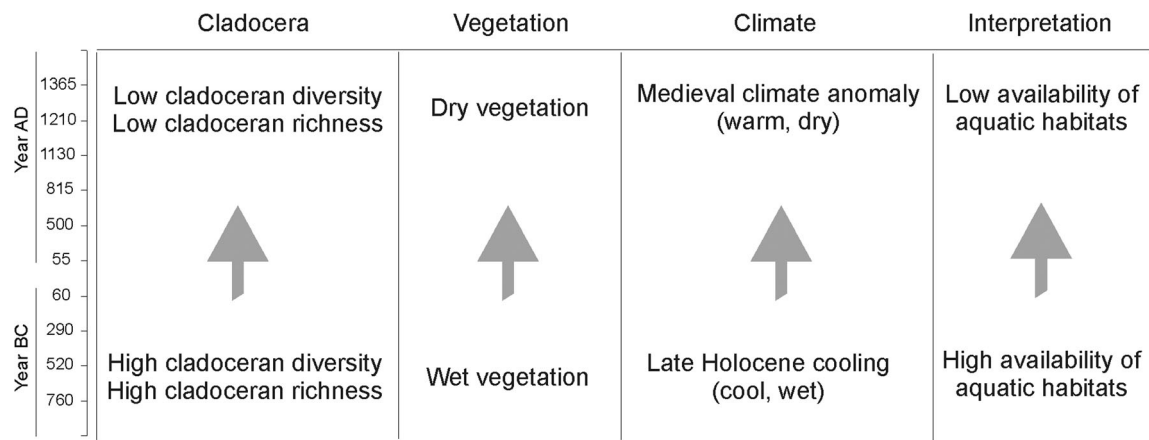 Cladocera
Vegetation
Climate
Interpretation
Year AD
1365
1210
1130
815
500
55
Year BC
60
290
520
760
Low cladoceran diversity
Low cladoceran richness
Dry vegetation
Medieval climate anomaly
(warm, dry)
Low availability of
aquatic habitats
High cladoceran diversity
High cladoceran richness
Wet vegetation
Late Holocene cooling
(cool, wet)
High availability of
aquatic habitats